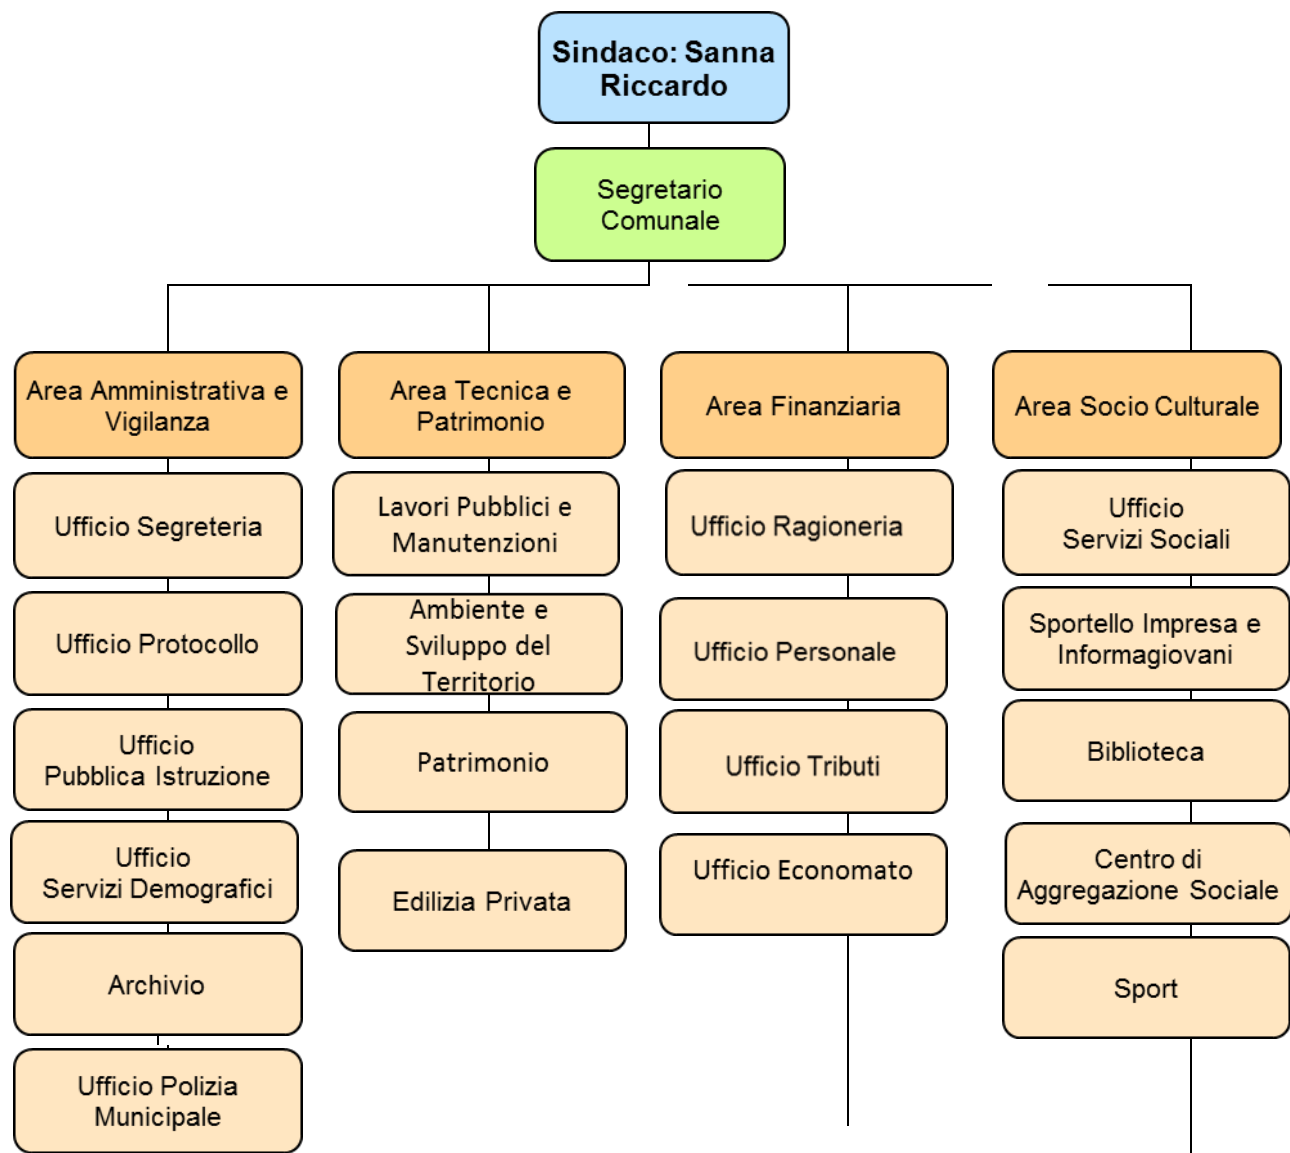 Sindaco: Sanna
Riccardo
Segretario
Comunale
Area Amministrativa e
Vigilanza
Ufficio Segreteria
Ufficio Protocollo
Ufficio
Pubblica Istruzione
Ufficio
Servizi Demografici
Archivio
Ufficio Polizia
Municipale
Area Tecnica e
Patrimonio
Lavori Pubblici e
Manutenzioni
Ambiente e
Sviluppo del
Territorio
Patrimonio
Edilizia Privata
Area Finanziaria
Ufficio Ragioneria
Ufficio Personale
Ufficio Tributi
Ufficio Economato
Area Socio Culturale
Ufficio
Servizi Sociali
Sportello Impresa e
Informagiovani
Biblioteca
Centro di
Aggregazione Sociale
Sport